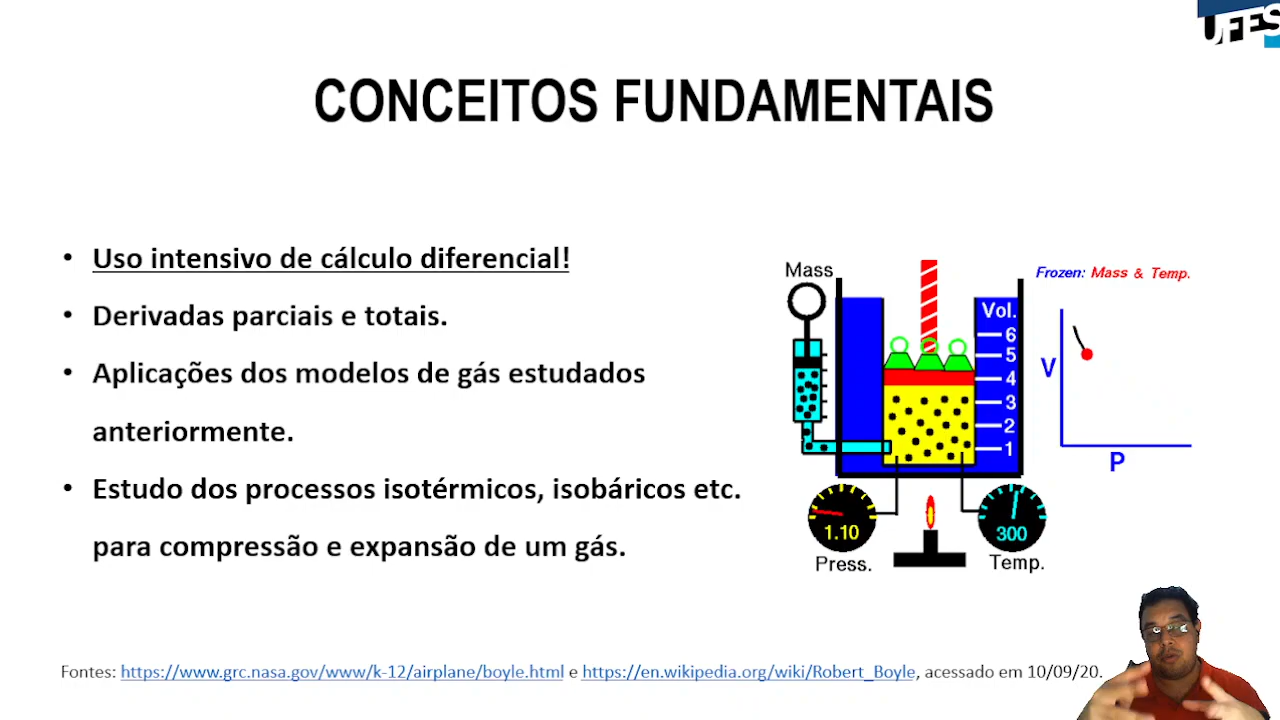 UFES
CONCEITOS FUNDAMENTAIS
• Uso intensivo de cálculo diferencial!
• Derivadas parciais e totais.
• Aplicações dos modelos de gás estudados
anteriormente.
• Estudo dos processos isotérmicos, isobáricos etc.
para compressão e expansão de um gás.
Mass
Vol.
6
5
4
3
2
1
1.10
Press.
300
Temp.
Frozen: Mass & Temp.
V
P
Fontes: https://www.grc.nasa.gov/www/k-12/airplane/boyle.html e https://en.wikipedia.org/wiki/Robert_Boyle, acessado em 10/09/20.